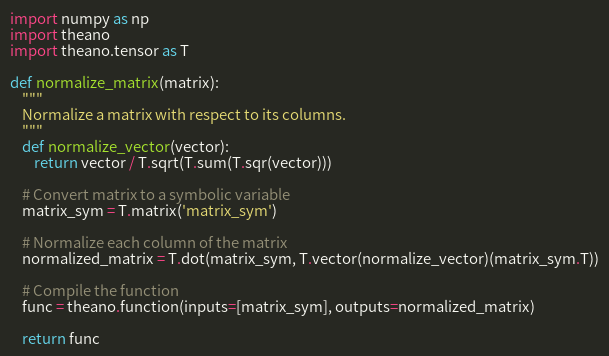 import numpy as np
import theano
import theano.tensor as T

def normalize_matrix(matrix):
    """
    Normalize a matrix with respect to its columns.
    """
    def normalize_vector(vector):
        return vector / T.sqrt(T.sum(T.sqr(vector)))

    # Convert matrix to a symbolic variable
    matrix_sym = T.matrix('matrix_sym')

    # Normalize each column of the matrix
    normalized_matrix = T.dot(matrix_sym, T.vector(normalize_vector)(matrix_sym.T))

    # Compile the function
    func = theano.function(inputs=[matrix_sym], outputs=normalized_matrix)

    return func